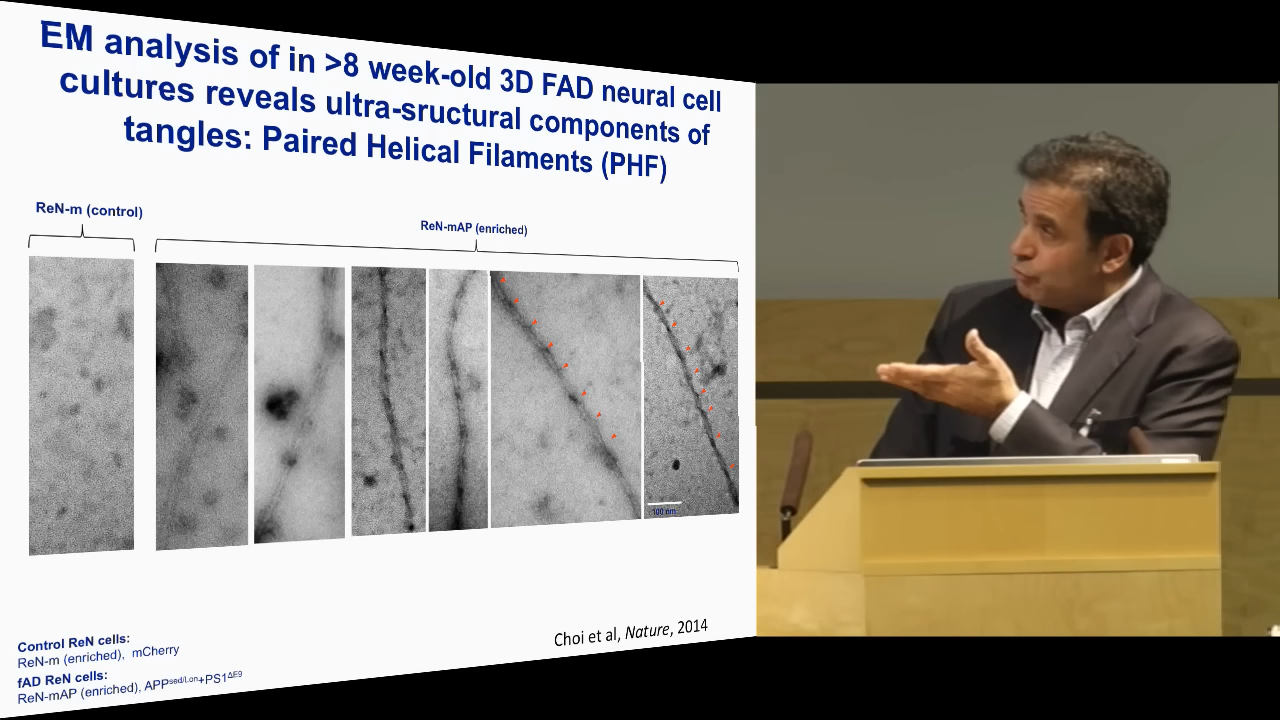 EM analysis of in >8 week-old 3D FAD neural cell
cultures reveals ultra-sructural components of
tangles: Paired Helical Filaments (PHF)
ReN-m (control)
ReN-mAP (enriched)
100 nm
Choi et al, Nature, 2014
Control ReN cells:
ReN-m (enriched), mCherry
fAD ReN cells:
ReN-mAP (enriched), APPswd/Lon+PS1ΔE9